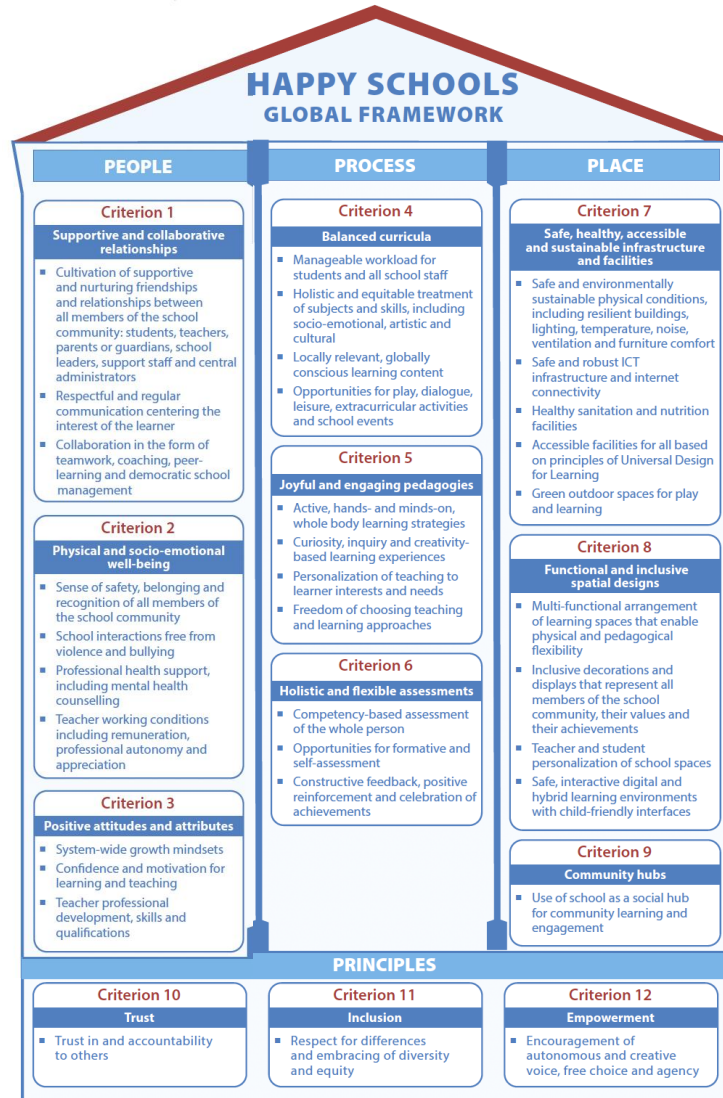 HAPPY SCHOOLS
GLOBAL FRAMEWORK
PEOPLE
Criterion 1
Supportive and collaborative
relationships
▪ Cultivation of supportive
and nurturing friendships
and relationships between
all members of the school
community: students, teachers,
parents or guardians, school
leaders, support staff and central
administrators
▪ Respectful and regular
communication centering the
interest of the learner
▪ Collaboration in the form of
teamwork, coaching, peer-
learning and democratic school
management
Criterion 2
Physical and socio-emotional
well-being
▪ Sense of safety, belonging and
recognition of all members of
the school community
▪ School interactions free from
violence and bullying
▪ Professional health support,
including mental health
counselling
▪ Teacher working conditions
including remuneration,
professional autonomy and
appreciation
Criterion 3
Positive attitudes and attributes
▪ System-wide growth mindsets
▪ Confidence and motivation for
learning and teaching
▪ Teacher professional
development, skills and
qualifications
PROCESS
Criterion 4
Balanced curricula
▪ Manageable workload for
students and all school staff
▪ Holistic and equitable treatment
of subjects and skills, including
socio-emotional, artistic and
cultural
▪ Locally relevant, globally
conscious learning content
▪ Opportunities for play, dialogue,
leisure, extracurricular activities
and school events
Criterion 5
Joyful and engaging pedagogies
▪ Active, hands- and minds-on,
whole body learning strategies
▪ Curiosity, inquiry and creativity-
based learning experiences
▪ Personalization of teaching to
learner interests and needs
▪ Freedom of choosing teaching
and learning approaches
Criterion 6
Holistic and flexible assessments
▪ Competency-based assessment
of the whole person
▪ Opportunities for formative and
self-assessment
▪ Constructive feedback, positive
reinforcement and celebration of
achievements
PLACE
Criterion 7
Safe, healthy, accessible
and sustainable infrastructure
and facilities
▪ Safe and environmentally
sustainable physical conditions,
including resilient buildings,
lighting, temperature, noise,
ventilation and furniture comfort
▪ Safe and robust ICT
infrastructure and internet
connectivity
▪ Healthy sanitation and nutrition
facilities
▪ Accessible facilities for all based
on principles of Universal Design
for Learning
▪ Green outdoor spaces for play
and learning
Criterion 8
Functional and inclusive
spatial designs
▪ Multi-functional arrangement
of learning spaces that enable
physical and pedagogical
flexibility
▪ Inclusive decorations and
displays that represent all
members of the school
community, their values and
their achievements
▪ Teacher and student
personalization of school spaces
▪ Safe, interactive digital and
hybrid learning environments
with child-friendly interfaces
Criterion 9
Community hubs
▪ Use of school as a social hub
for community learning and
engagement
PRINCIPLES
Criterion 10
Trust
▪ Trust in and accountability
to others
Criterion 11
Inclusion
▪ Respect for differences
and embracing of diversity
and equity
Criterion 12
Empowerment
▪ Encouragement of
autonomous and creative
voice, free choice and agency